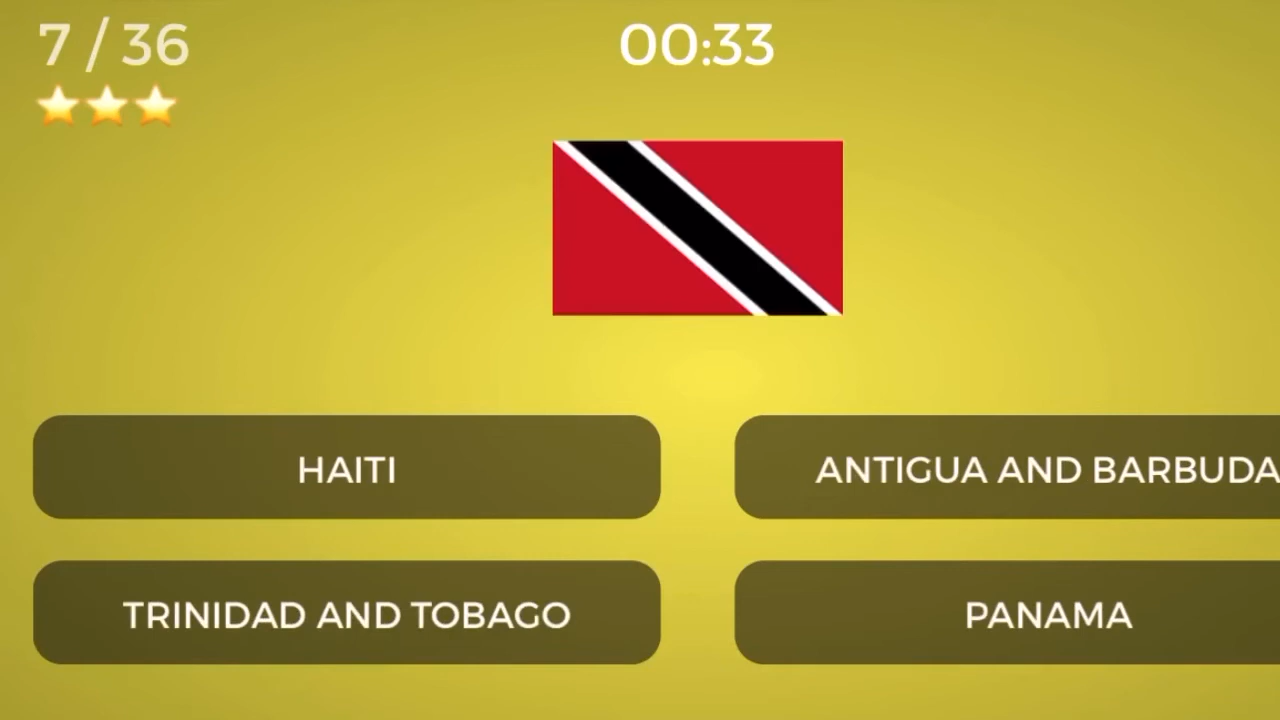 7 / 36
00:33
HAITI
ANTIGUA AND BARBUDA
TRINIDAD AND TOBAGO
PANAMA